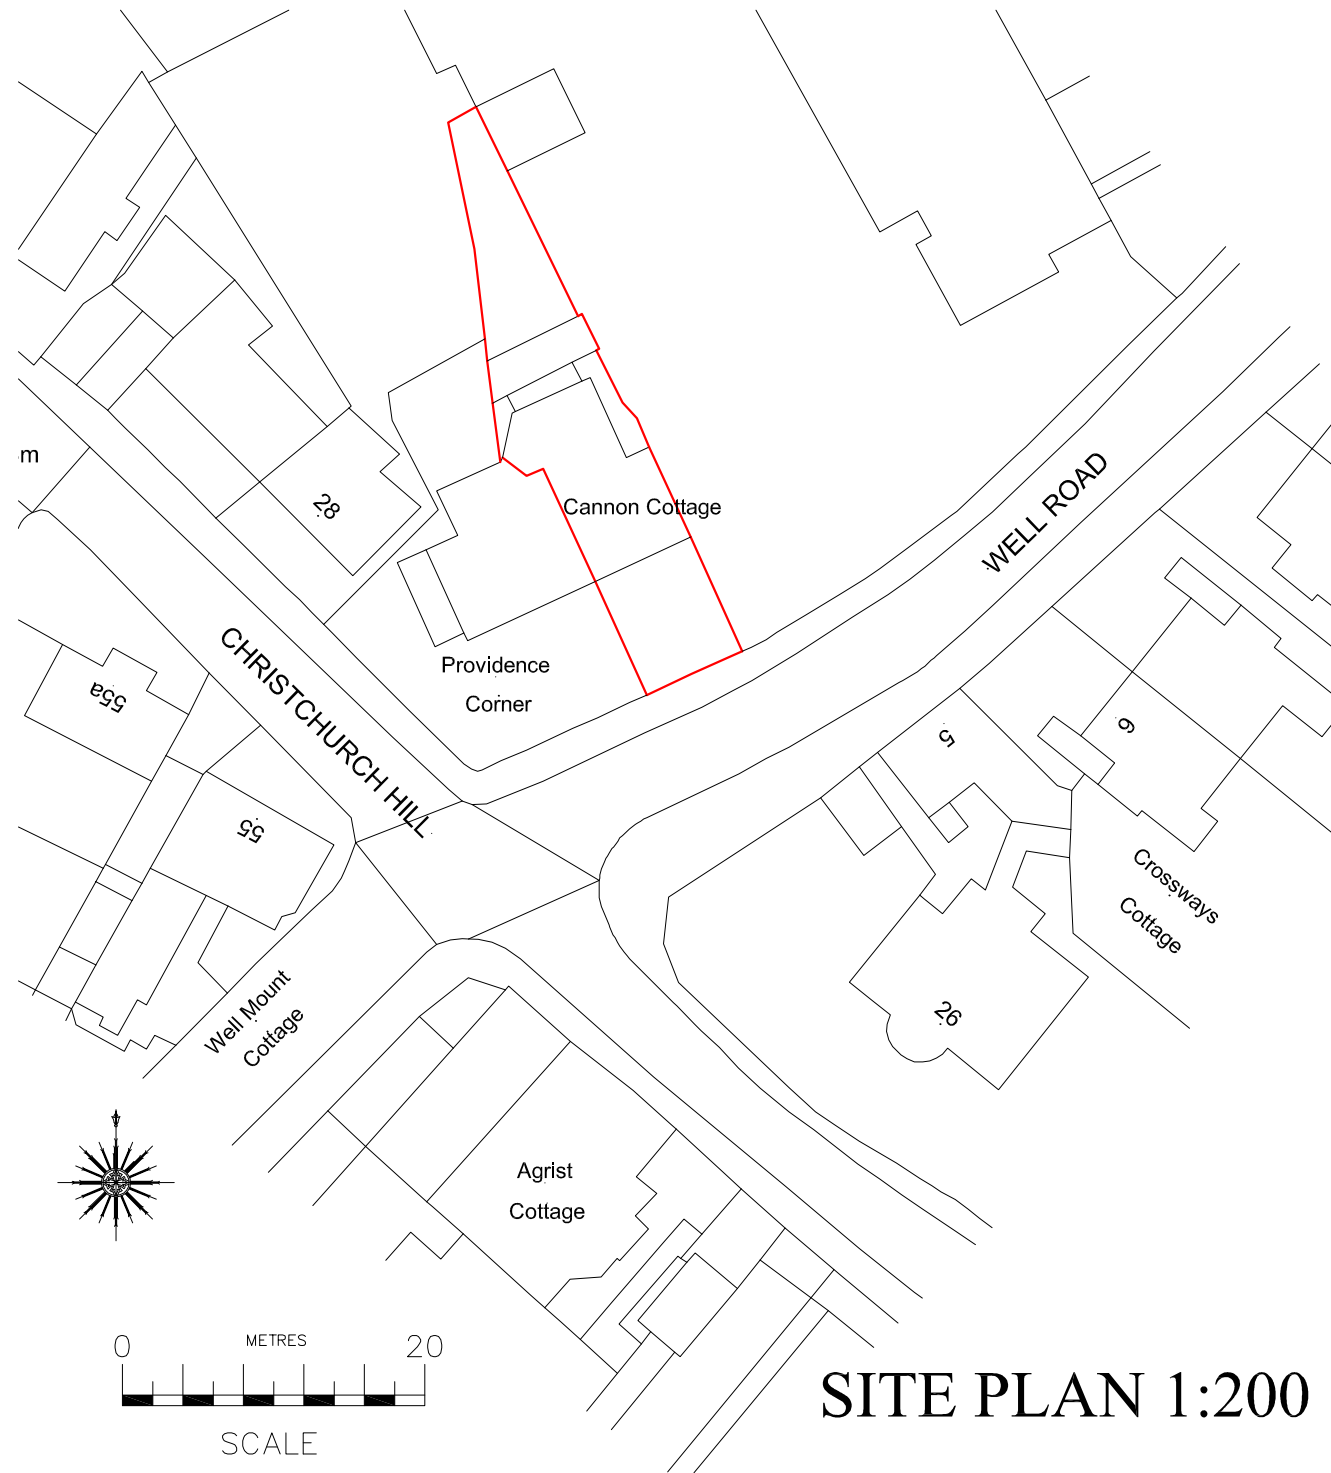 m
28
Cannon Cottage
WELL ROAD
CHRISTCHURCH HILL
Providence
Corner
55a
55
5
6
Crossways
Cottage
26
Well Mount
Cottage
Agrist
Cottage
0 METRES 20
SCALE
SITE PLAN 1:200